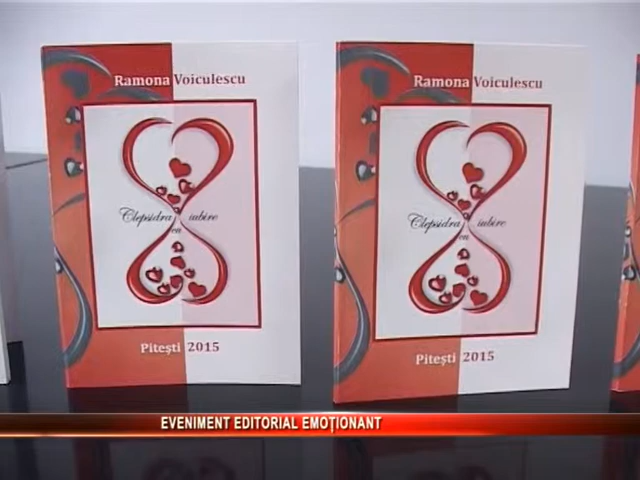 Ramona Voiculescu
Clepsidra iubire
cu
Pitești 2015
Ramona Voiculescu
Clepsidra iubire
cu
Pitești 2015
EVENIMENT EDITORIAL EMOȚIONANT